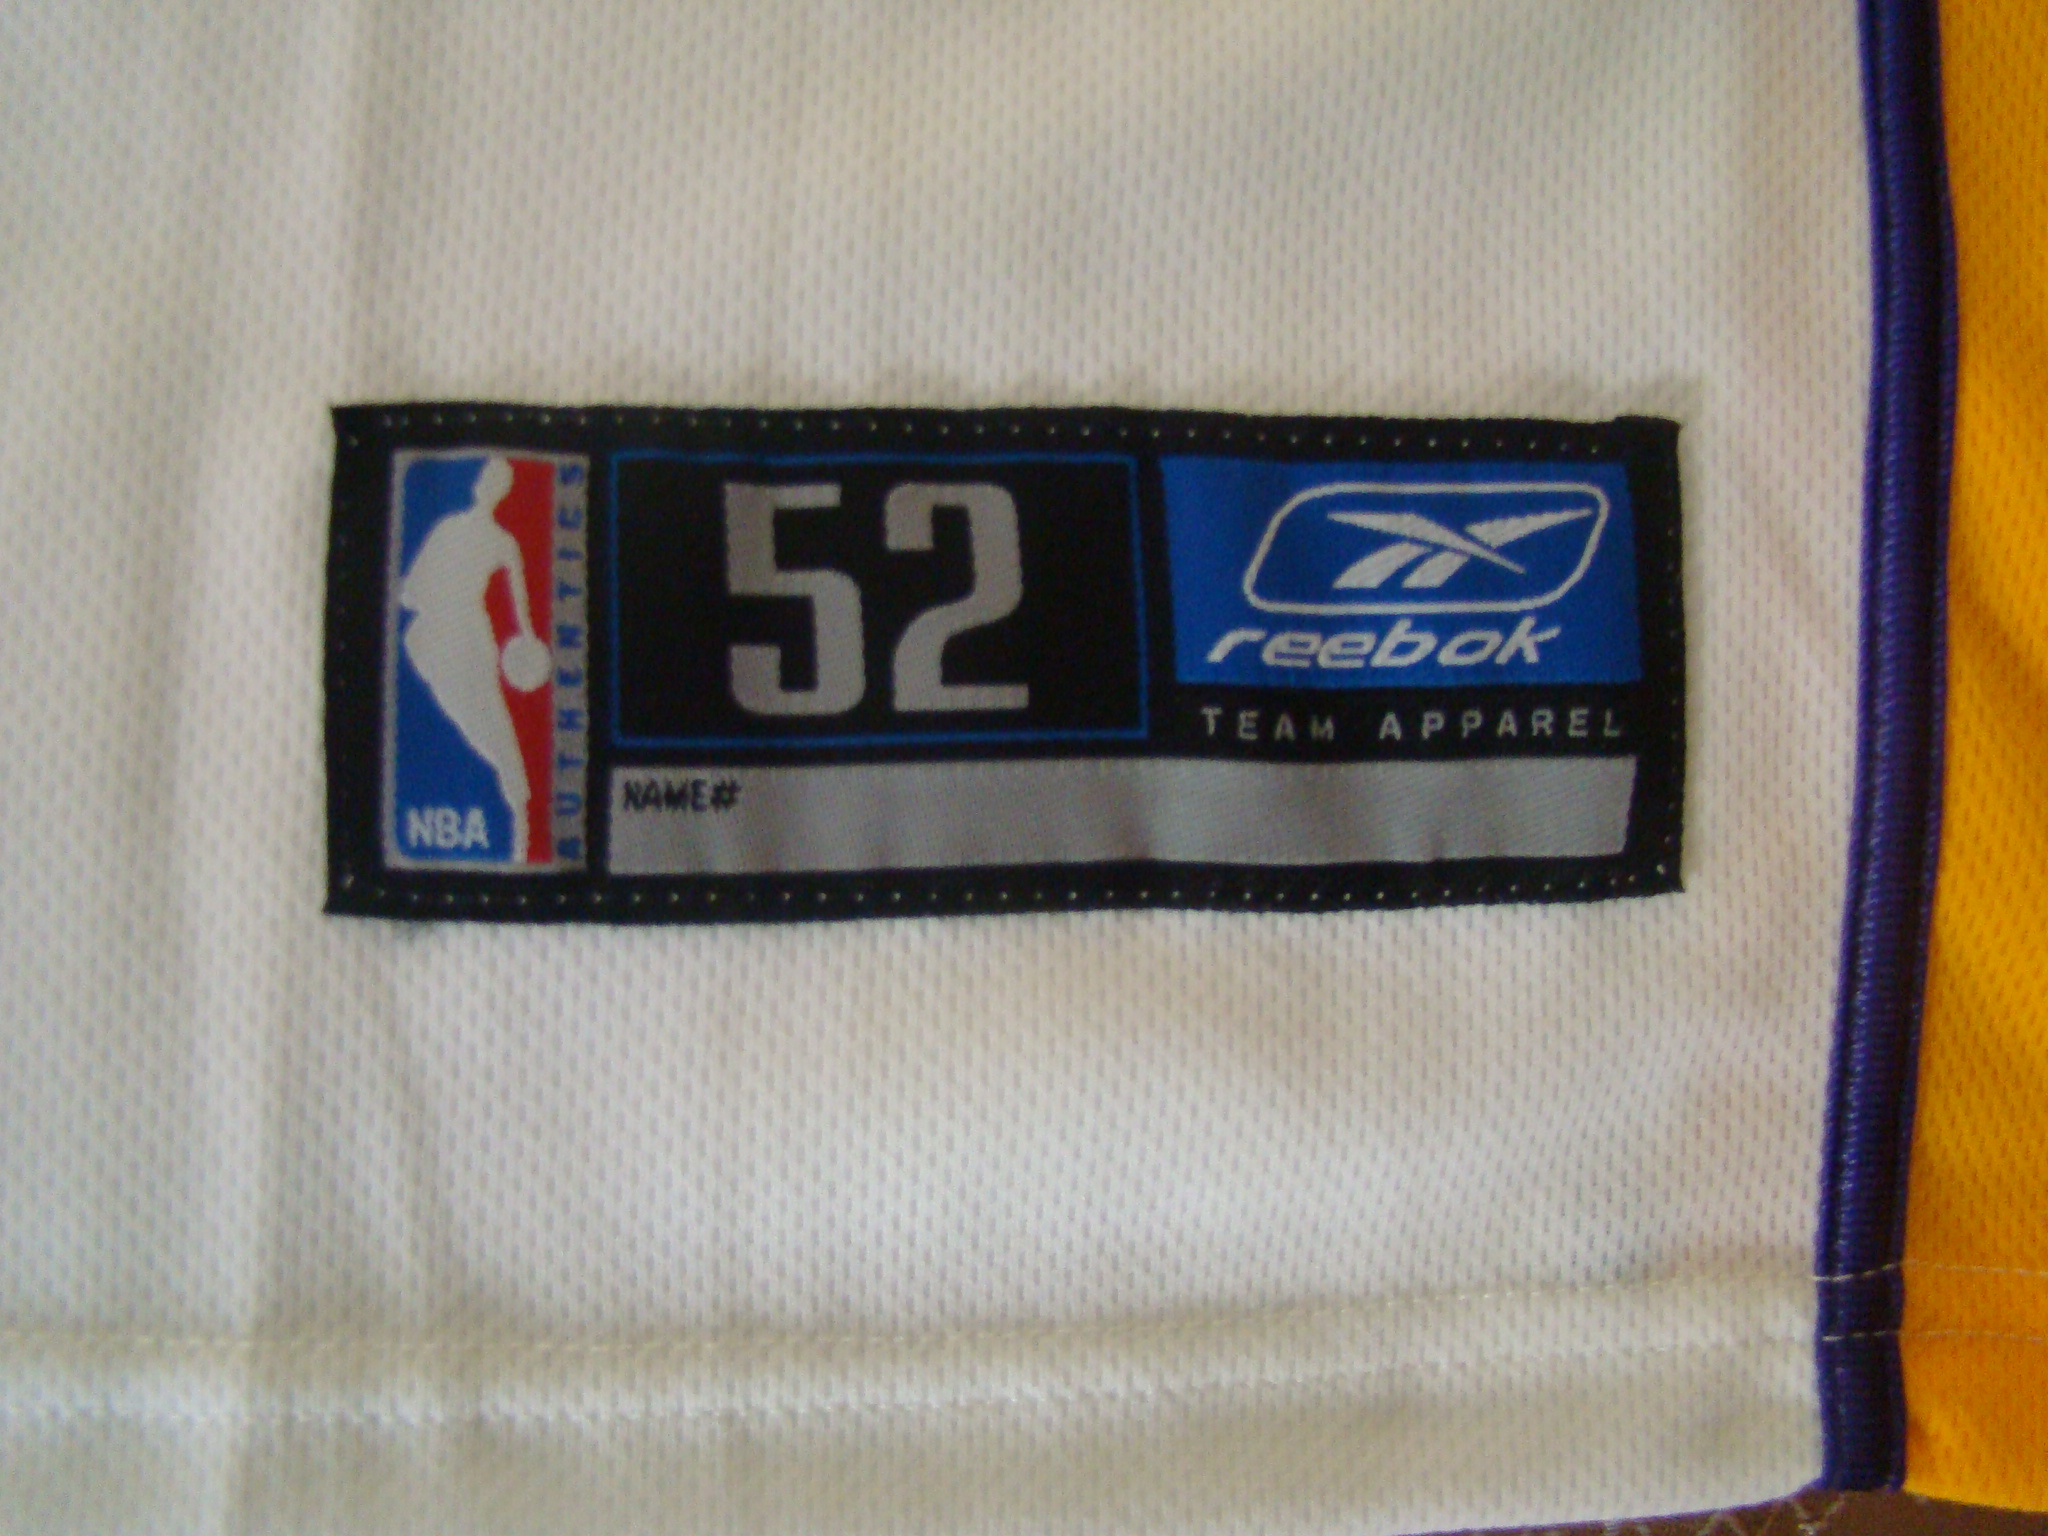 NBA
AUTHENTICS
52
reebok
TEAM APPAREL
NAME#